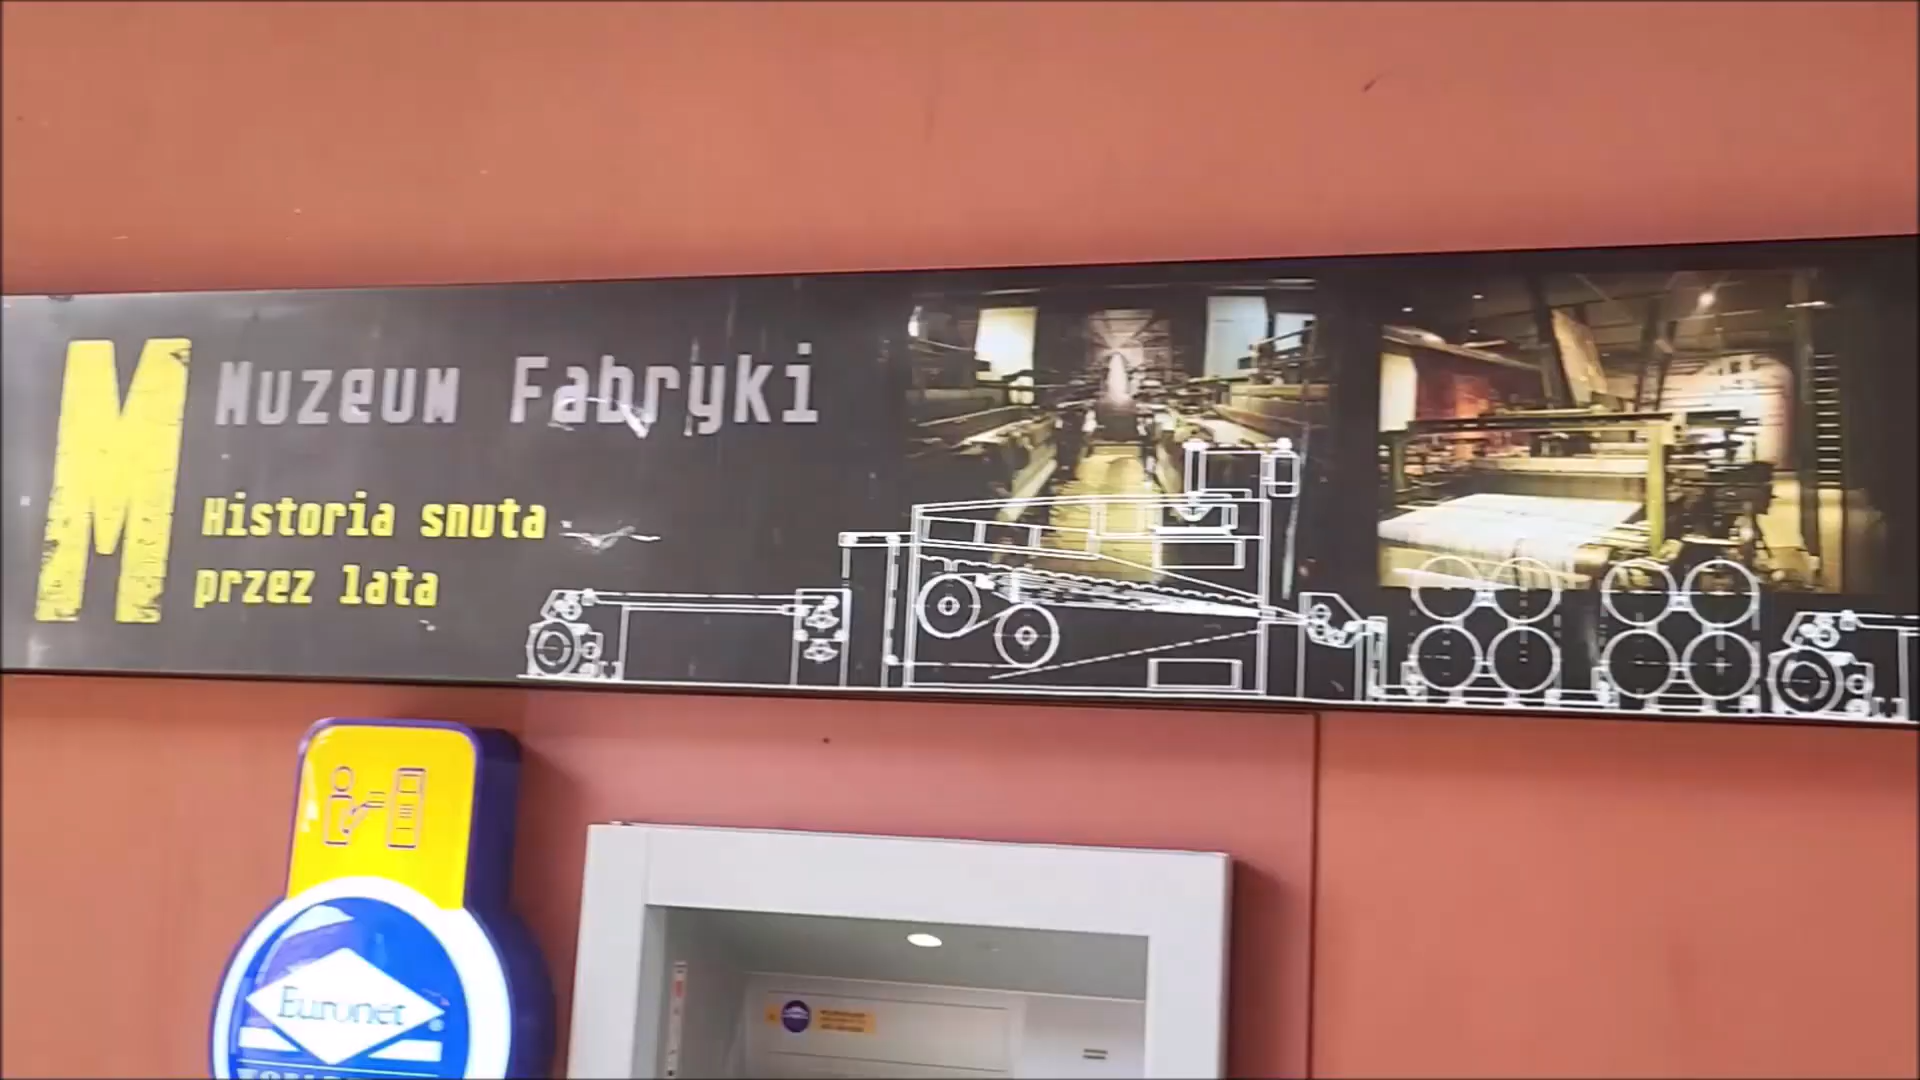 M
Muzeum Fabryki
Historia snuta
przez lata
Euronet